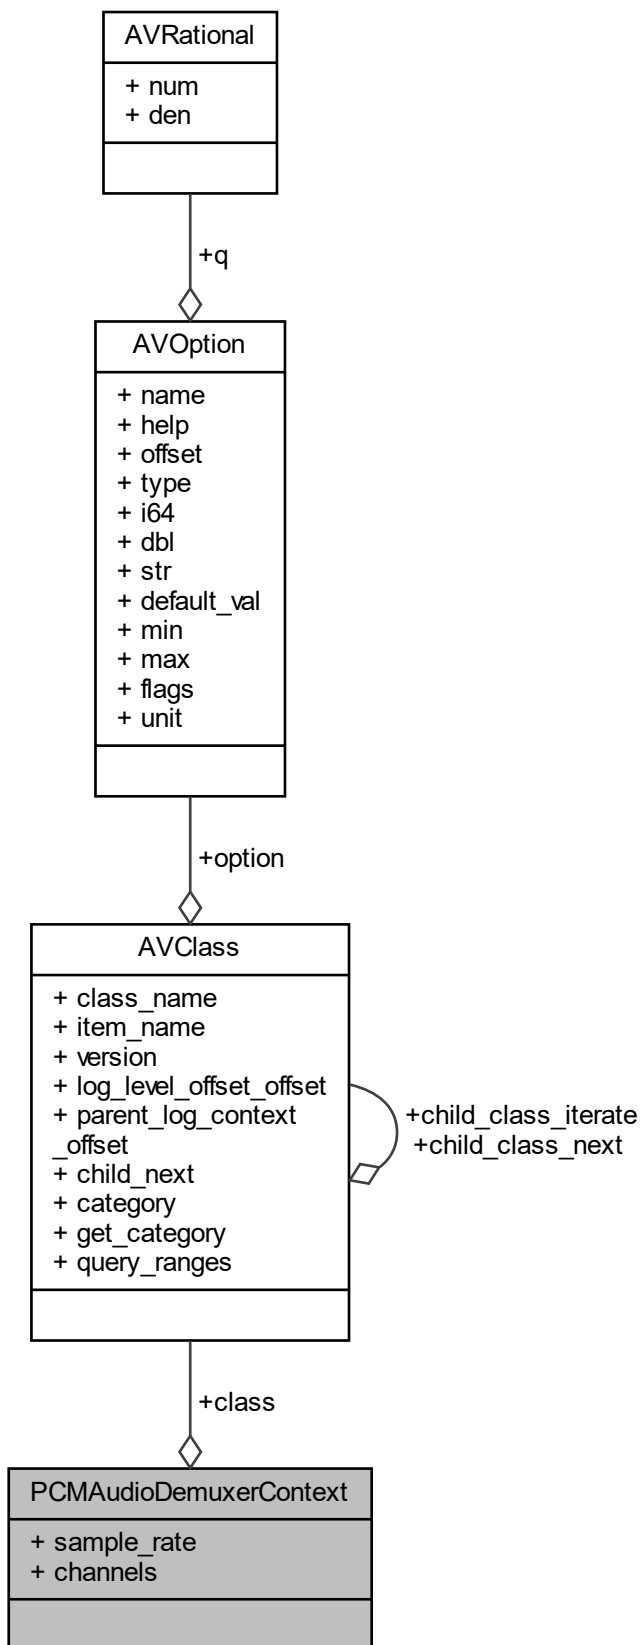 AVRational
+ num
+ den
+q
AVOption
+ name
+ help
+ offset
+ type
+ i64
+ dbl
+ str
+ default_val
+ min
+ max
+ flags
+ unit
+option
AVClass
+ class_name
+ item_name
+ version
+ log_level_offset_offset
+ parent_log_context
_offset
+ child_next
+ category
+ get_category
+ query_ranges
+child_class_iterate
+child_class_next
+class
PCMAudioDemuxerContext
+ sample_rate
+ channels